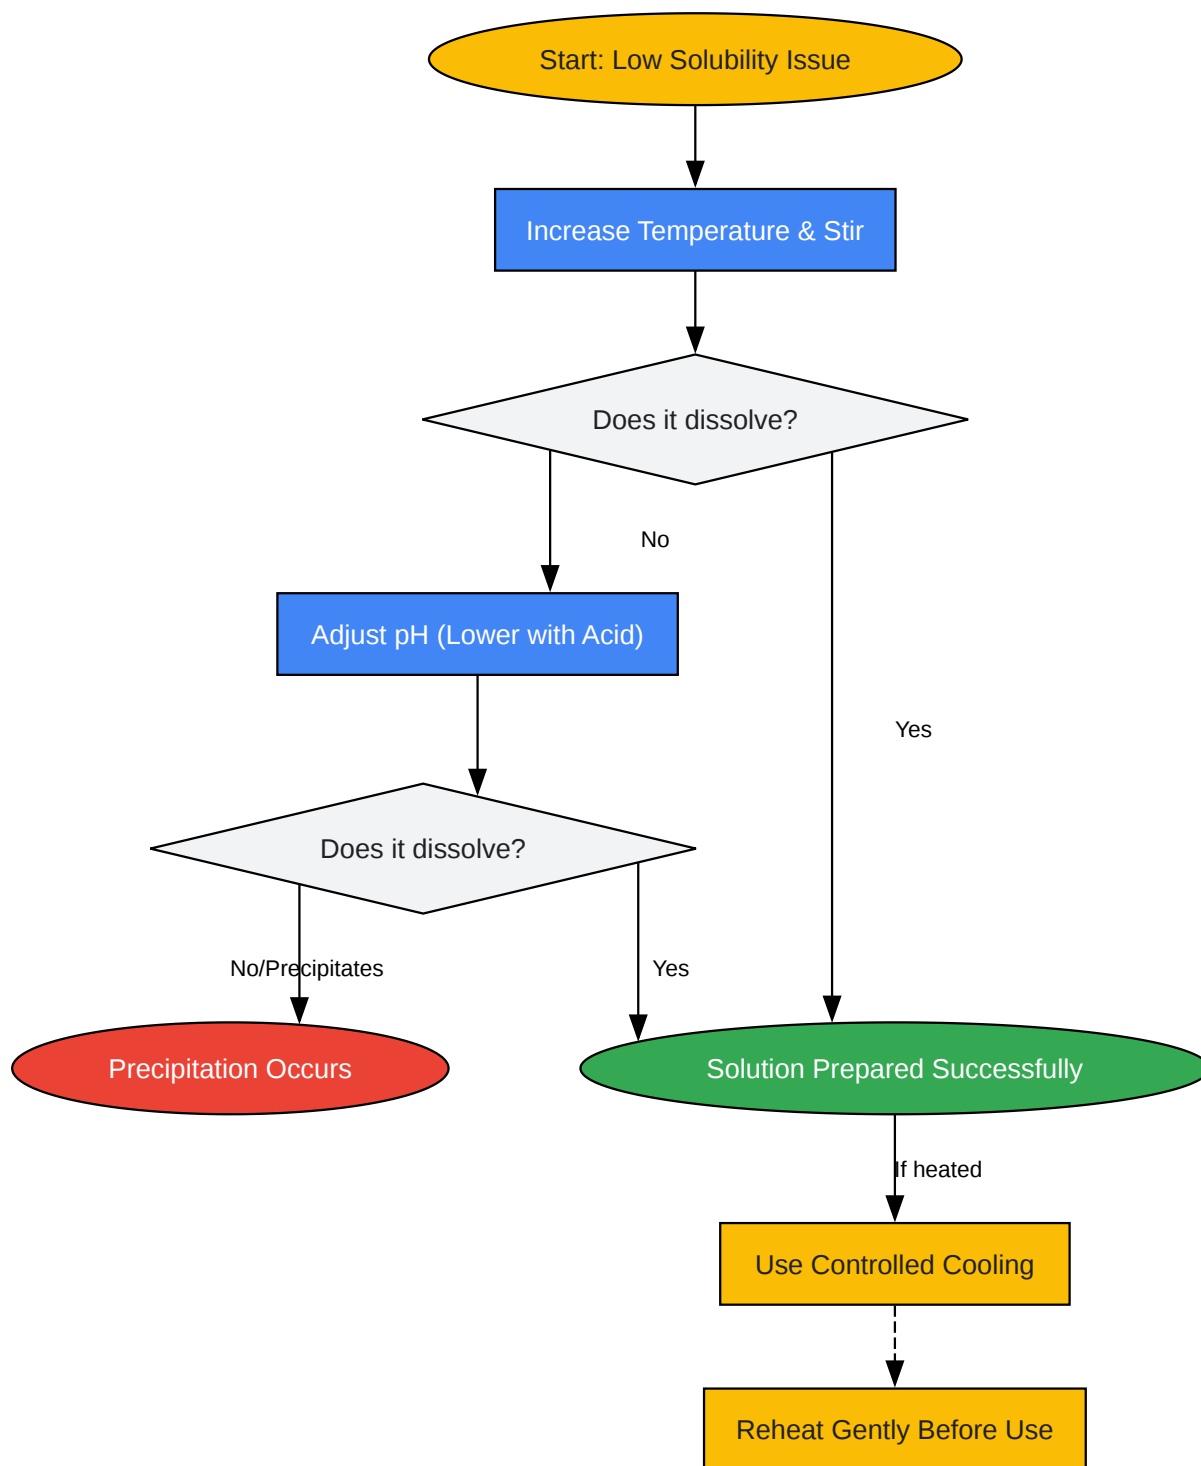 Start: Low Solubility Issue
Increase Temperature & Stir
Does it dissolve?
No
Adjust pH (Lower with Acid)
Yes
Does it dissolve?
No/Precipitates
Yes
Precipitation Occurs
Solution Prepared Successfully
If heated
Use Controlled Cooling
Reheat Gently Before Use